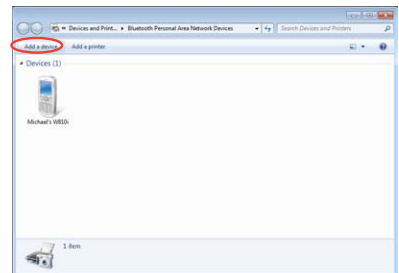 « Devices and Print... ▸ Bluetooth Personal Area Network Devices
Search Devices and Printers
Add a device Add a printer
Devices (1)
Michael's W810i
1 item